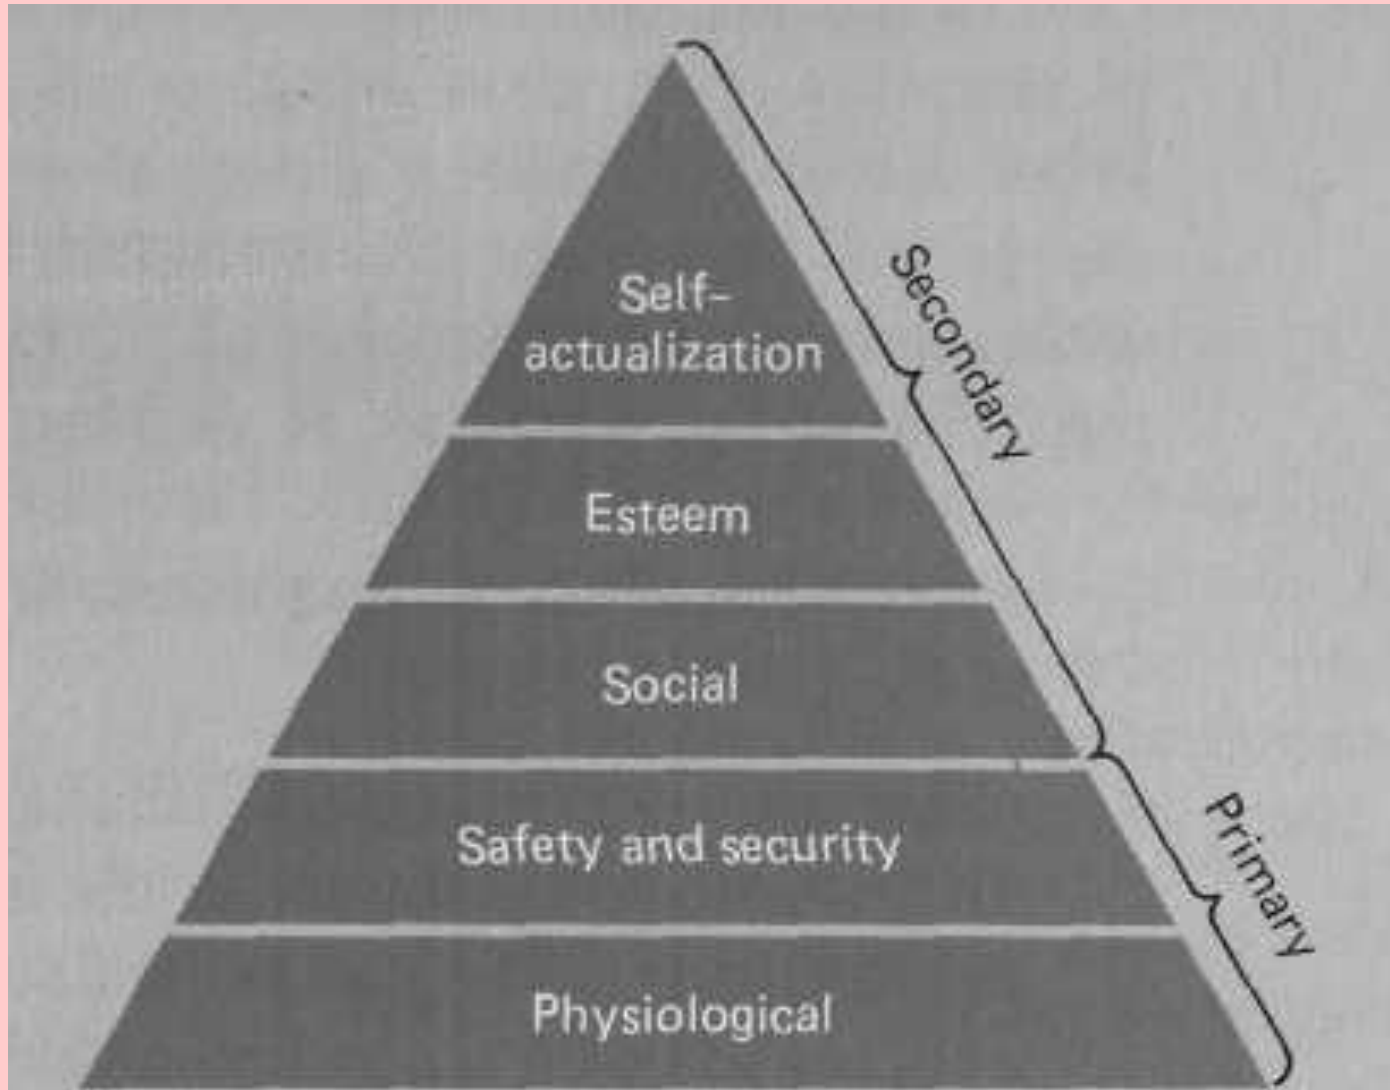 Self-
actualization
Secondary
Esteem
Social
Safety and security
Primary
Physiological